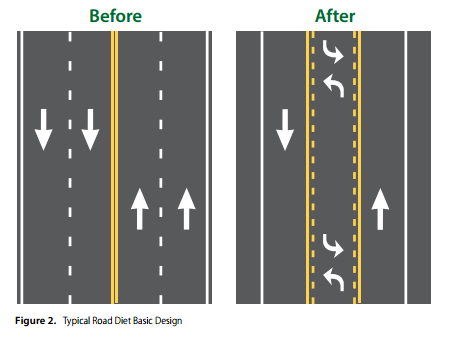 Before After
Figure 2. Typical Road Diet Basic Design